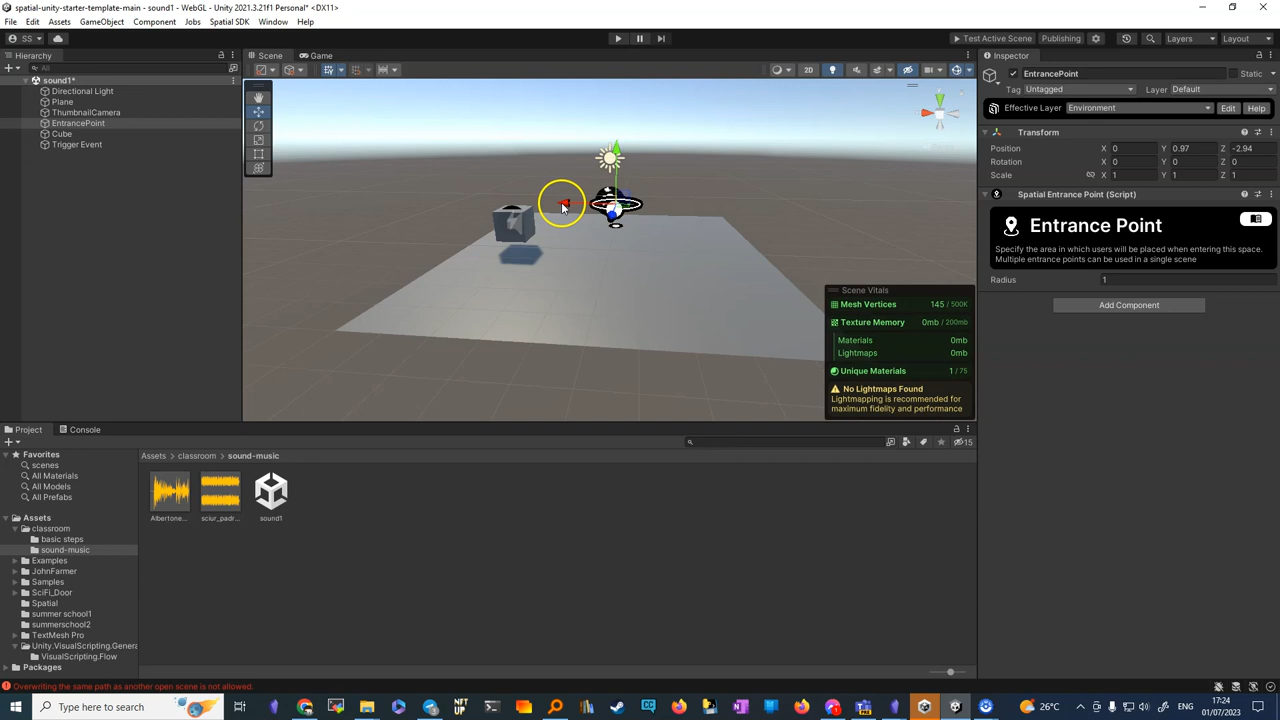 spatial-unity-starter-template-main - sound1 - WebGL - Unity 2021.3.21f1 Personal* <DX11>
File Edit Assets GameObject Component Jobs Spatial SDK Window Help
SS Test Active Scene Publishing Layers Layout
Hierarchy Scene Game Inspector
All
2D
sound1*
Directional Light
Plane
ThumbnailCamera
EntrancePoint
Cube
Trigger Event
EntrancePoint Static
Tag Untagged Layer Default
Effective Layer Environment Edit Help
Transform
Position X 0 Y 0.97 Z -2.94
Rotation X 0 Y 0 Z 0
Scale X 1 Y 1 Z 1
Spatial Entrance Point (Script)
Entrance Point
Specify the area in which users will be placed when entering this space.
Multiple entrance points can be used in a single scene
Radius 1
Add Component
Scene Vitals
Mesh Vertices 145 / 500K
Texture Memory 0mb / 200mb
Materials 0mb
Lightmaps 0mb
Unique Materials 1 / 75
No Lightmaps Found
Lightmapping is recommended for
maximum fidelity and performance
Project Console
15
Favorites
scenes
All Materials
All Models
All Prefabs
Assets
classroom
basic steps
sound-music
Examples
JohnFarmer
Samples
SciFi_Door
Spatial
summer school1
summerschool2
TextMesh Pro
Unity.VisualScripting.Genera
VisualScripting.Flow
Packages
Assets > classroom > sound-music
Albertone... sciur_padr... sound1
Overwriting the same path as another open scene is not allowed.
Type here to search
26°C
17:24
01/07/2023